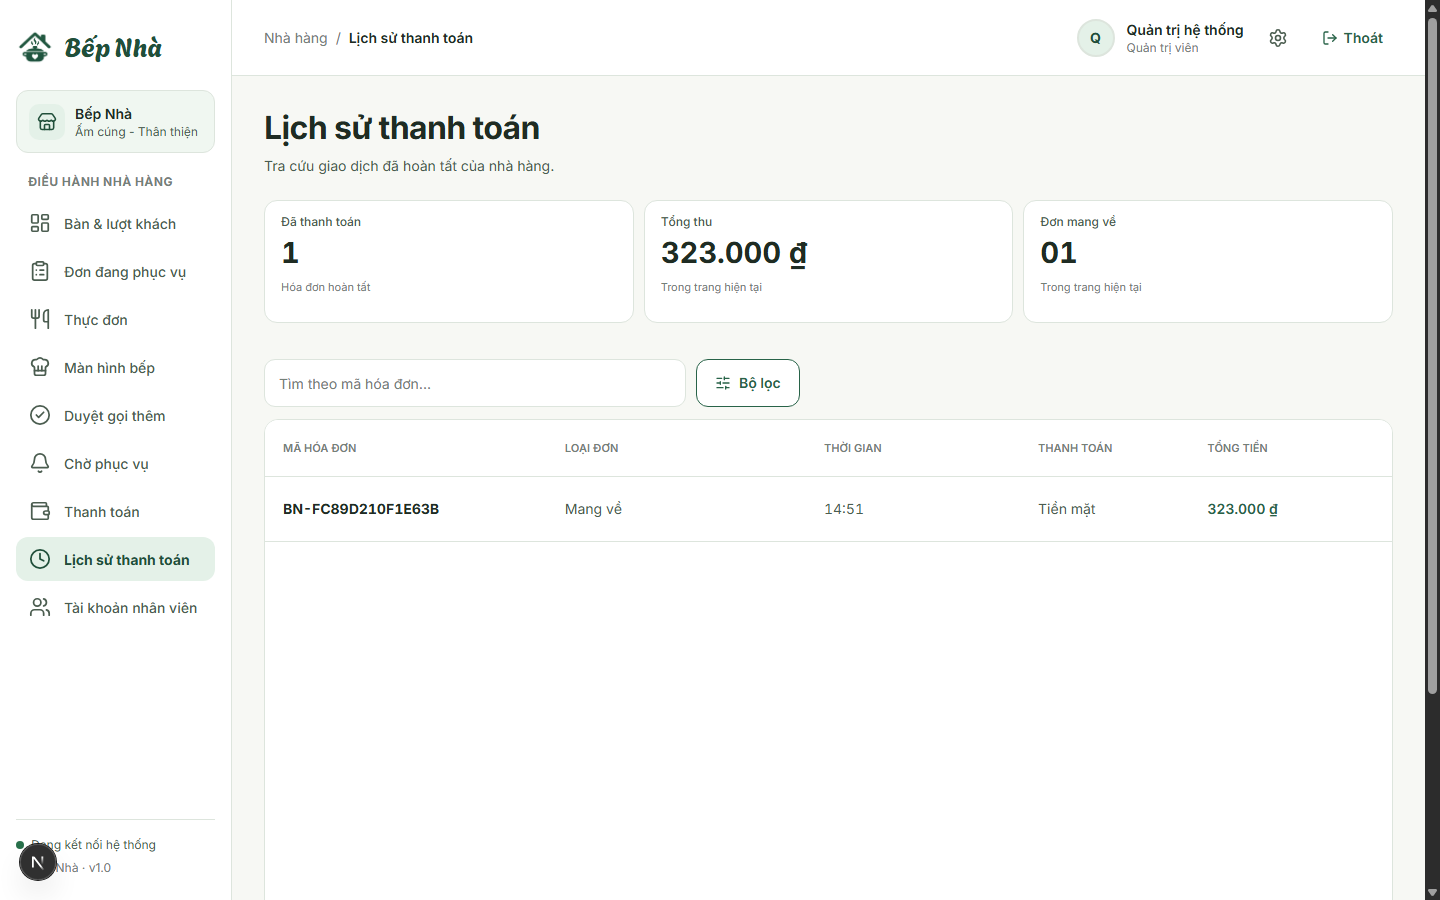 Bếp Nhà
Bếp Nhà
Ấm cúng - Thân thiện
ĐIỀU HÀNH NHÀ HÀNG
Bàn & lượt khách
Đơn đang phục vụ
Thực đơn
Màn hình bếp
Duyệt gọi thêm
Chờ phục vụ
Thanh toán
Lịch sử thanh toán
Tài khoản nhân viên
kết nối hệ thống
N
Nhà · v1.0
Nhà hàng / Lịch sử thanh toán
Q
Quản trị hệ thống
Quản trị viên
Thoát
Lịch sử thanh toán
Tra cứu giao dịch đã hoàn tất của nhà hàng.
Đã thanh toán
1
Hóa đơn hoàn tất
Tổng thu
323.000 ₫
Trong trang hiện tại
Đơn mang về
01
Trong trang hiện tại
Tìm theo mã hóa đơn...
Bộ lọc
MÃ HÓA ĐƠN LOẠI ĐƠN THỜI GIAN THANH TOÁN TỔNG TIỀN
BN-FC89D210F1E63B Mang về 14:51 Tiền mặt 323.000 ₫